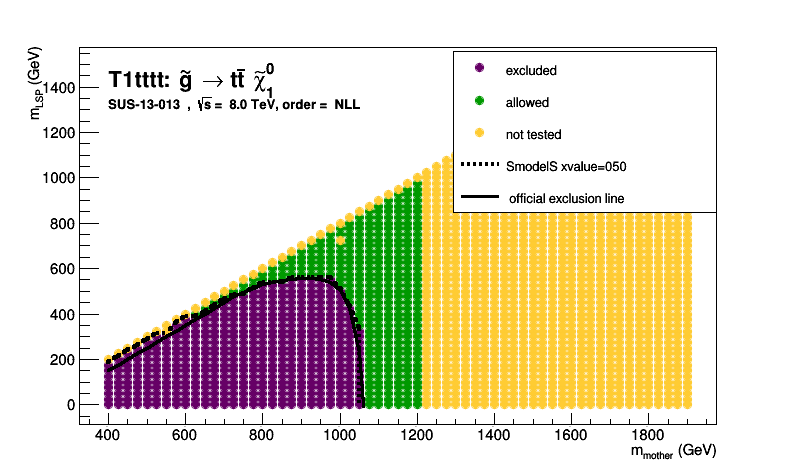 T1tttt: g̃ → tt̄ χ̃₁⁰
SUS-13-013 , √s = 8.0 TeV, order = NLL
excluded
allowed
not tested
SmodelS xvalue=050
official exclusion line
m_LSP (GeV)
1400
1200
1000
800
600
400
200
0
400 600 800 1000 1200 1400 1600 1800
m_mother (GeV)